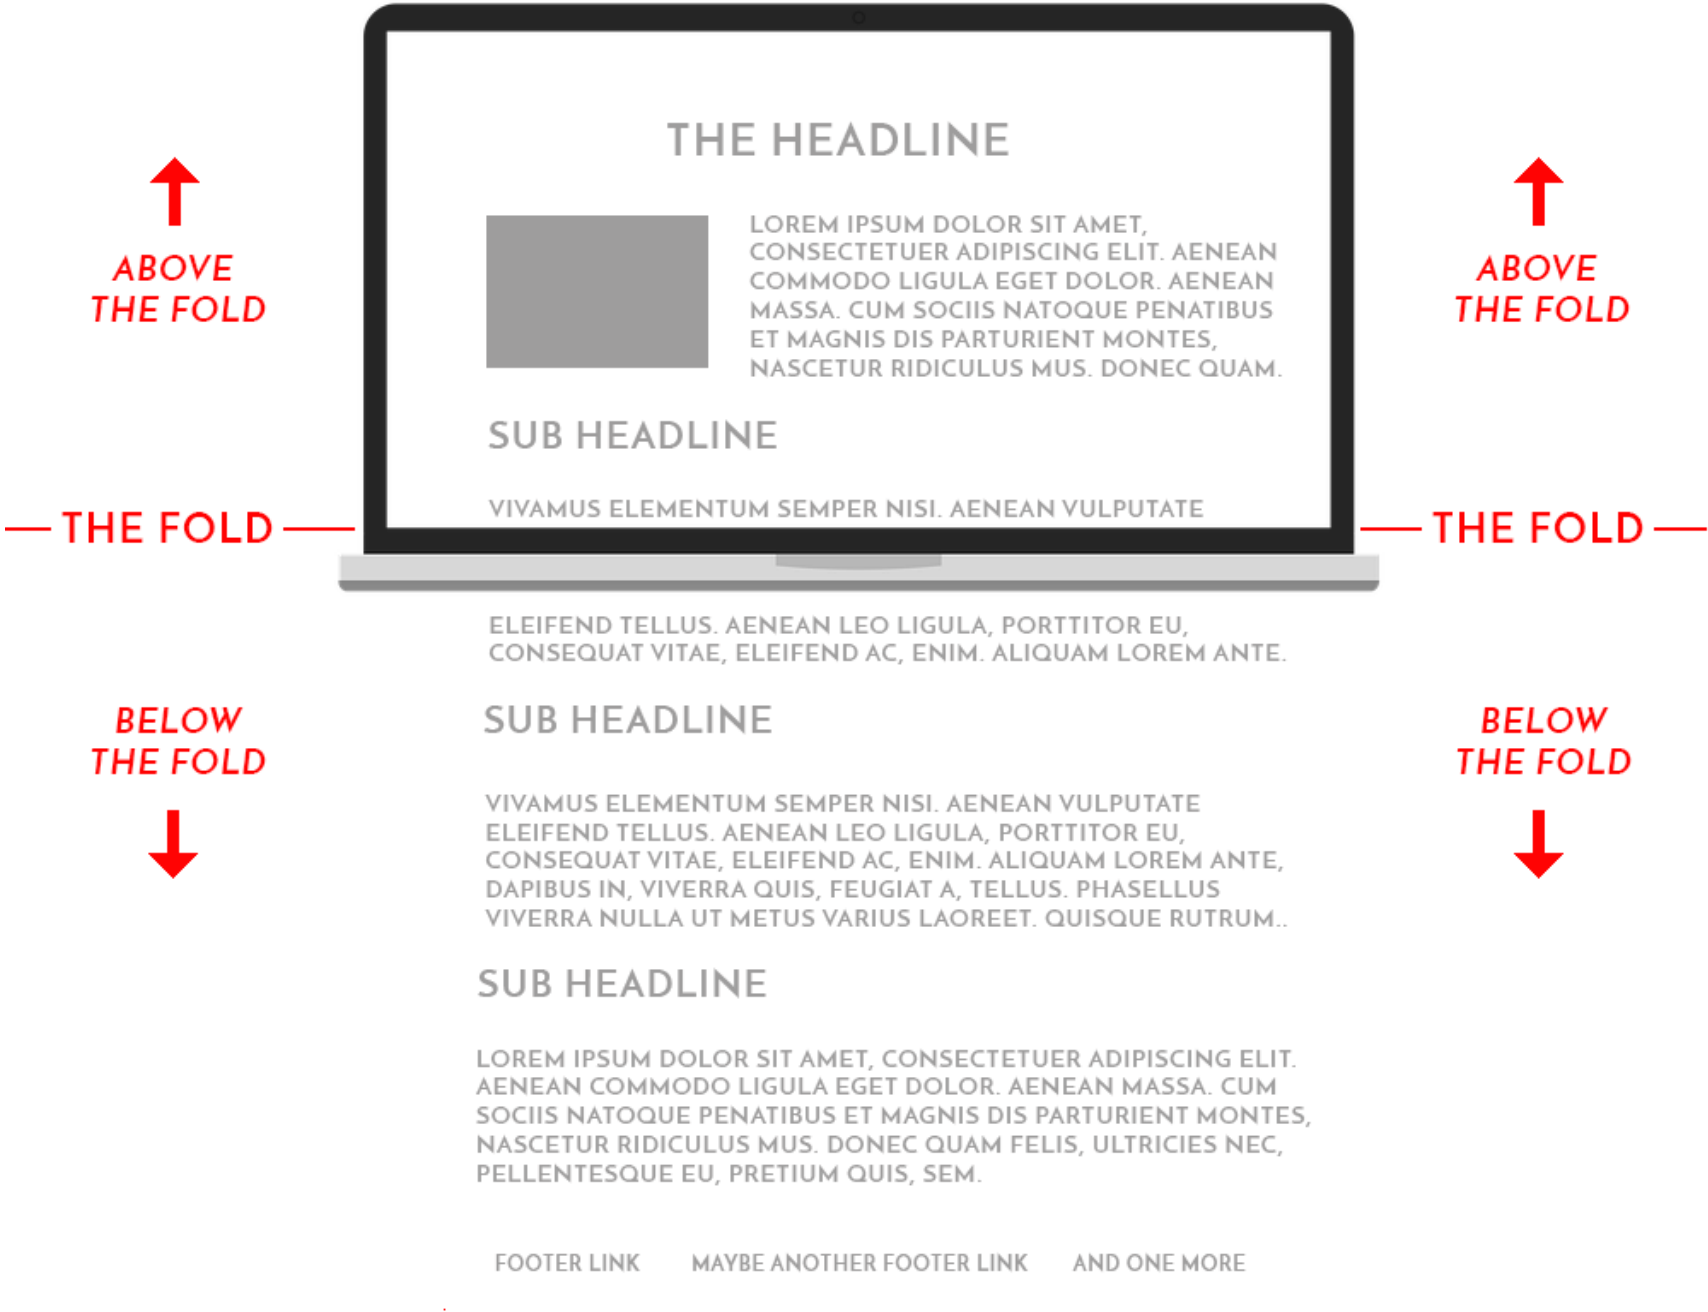 THE HEADLINE
ABOVE
THE FOLD
LOREM IPSUM DOLOR SIT AMET,
CONSECTETUER ADIPISCING ELIT. AENEAN
COMMODO LIGULA EGET DOLOR. AENEAN
MASSA. CUM SOCIIS NATOQUE PENATIBUS
ET MAGNIS DIS PARTURIENT MONTES,
NASCETUR RIDICULUS MUS. DONEC QUAM.
ABOVE
THE FOLD
SUB HEADLINE
VIVAMUS ELEMENTUM SEMPER NISI. AENEAN VULPUTATE
THE FOLD
THE FOLD
ELEIFEND TELLUS. AENEAN LEO LIGULA, PORTTITOR EU,
CONSEQUAT VITAE, ELEIFEND AC, ENIM. ALIQUAM LOREM ANTE.
BELOW
THE FOLD
SUB HEADLINE
BELOW
THE FOLD
VIVAMUS ELEMENTUM SEMPER NISI. AENEAN VULPUTATE
ELEIFEND TELLUS. AENEAN LEO LIGULA, PORTTITOR EU,
CONSEQUAT VITAE, ELEIFEND AC, ENIM. ALIQUAM LOREM ANTE,
DAPIBUS IN, VIVERRA QUIS, FEUGIAT A, TELLUS. PHASELLUS
VIVERRA NULLA UT METUS VARIUS LAOREET. QUISQUE RUTRUM..
SUB HEADLINE
LOREM IPSUM DOLOR SIT AMET, CONSECTETUER ADIPISCING ELIT.
AENEAN COMMODO LIGULA EGET DOLOR. AENEAN MASSA. CUM
SOCIIS NATOQUE PENATIBUS ET MAGNIS DIS PARTURIENT MONTES,
NASCETUR RIDICULUS MUS. DONEC QUAM FELIS, ULTRICIES NEC,
PELLENTESQUE EU, PRETIUM QUIS, SEM.
FOOTER LINK MAYBE ANOTHER FOOTER LINK AND ONE MORE